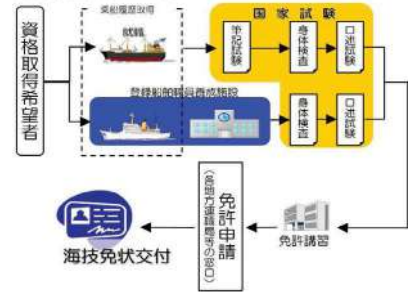 資格取得希望者
乗船履歴取得
就職
国家試験
筆記試験
身体検査
口述試験
登録船舶職員養成施設
身体検査
口述試験
免許講習
免許申請
(各地方運輸局等の窓口)
海技免状交付